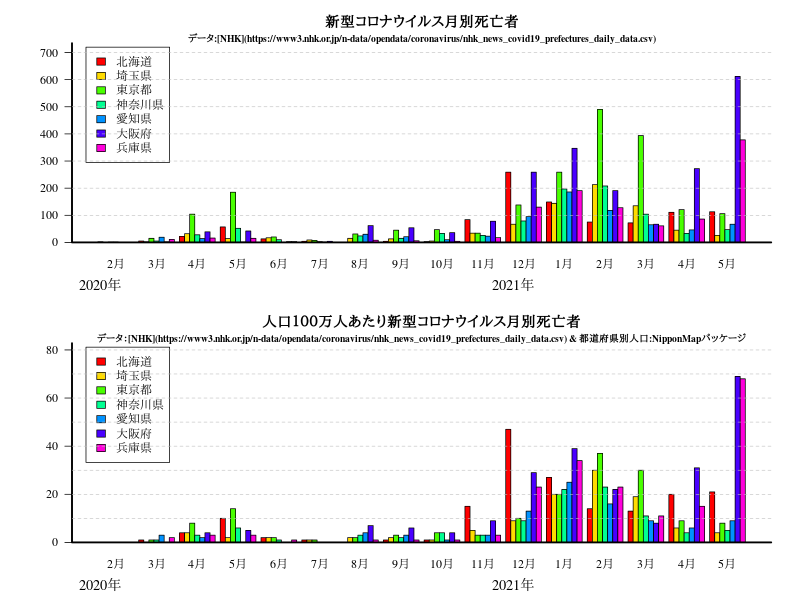 新型コロナウイルス月別死亡者
データ:[NHK](https://www3.nhk.or.jp/n-data/opendata/coronavirus/nhk_news_covid19_prefectures_daily_data.csv)
700
600
500
400
300
200
100
0
北海道
埼玉県
東京都
神奈川県
愛知県
大阪府
兵庫県
2月 3月 4月 5月 6月 7月 8月 9月 10月 11月 12月 1月 2月 3月 4月 5月
2020年 2021年
人口100万人あたり新型コロナウイルス月別死亡者
データ:[NHK](https://www3.nhk.or.jp/n-data/opendata/coronavirus/nhk_news_covid19_prefectures_daily_data.csv) & 都道府県別人口:NipponMapパッケージ
80
60
40
20
0
北海道
埼玉県
東京都
神奈川県
愛知県
大阪府
兵庫県
2月 3月 4月 5月 6月 7月 8月 9月 10月 11月 12月 1月 2月 3月 4月 5月
2020年 2021年